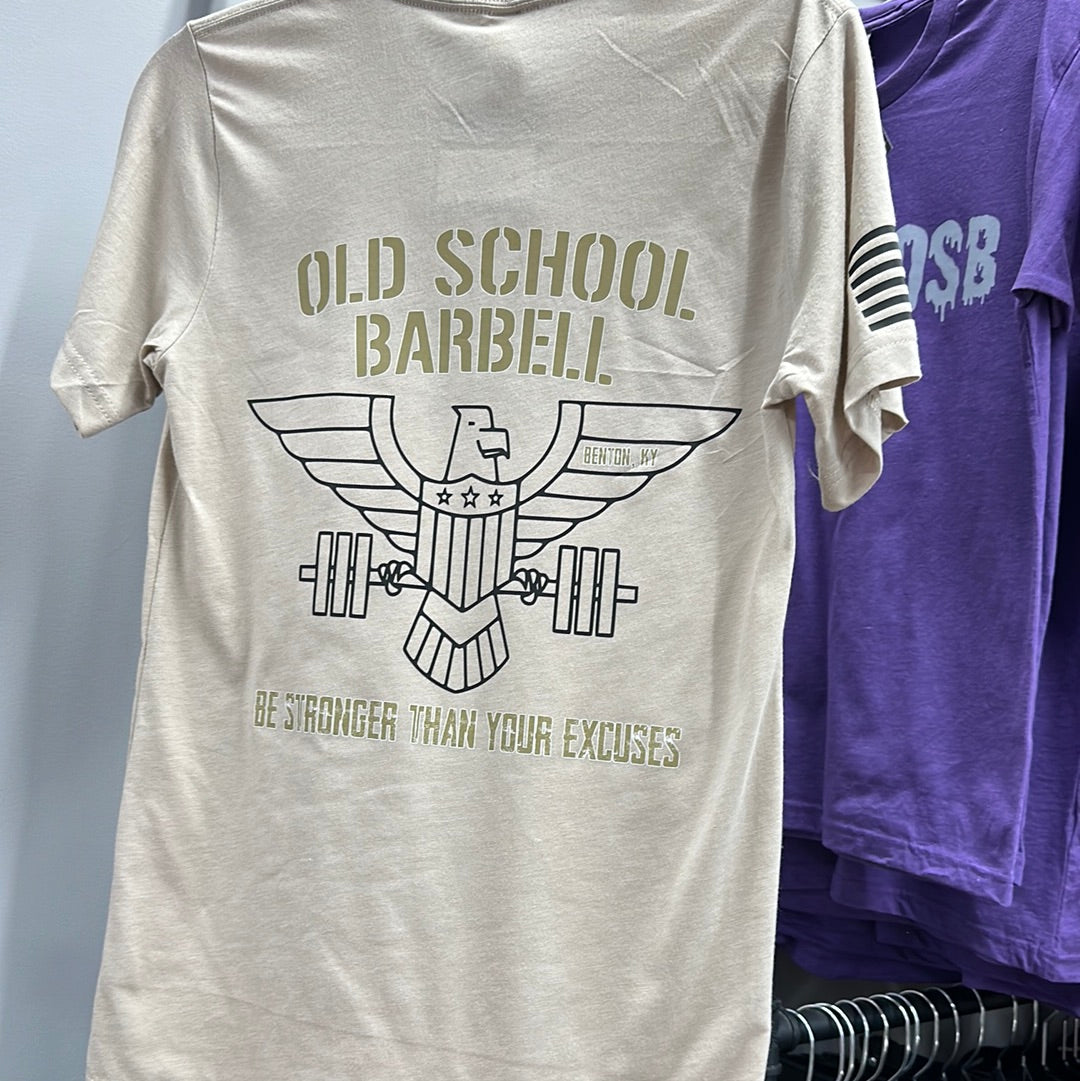 OLD SCHOOL
BARBELL
BENTON, KY
BE STRONGER THAN YOUR EXCUSES
OSB